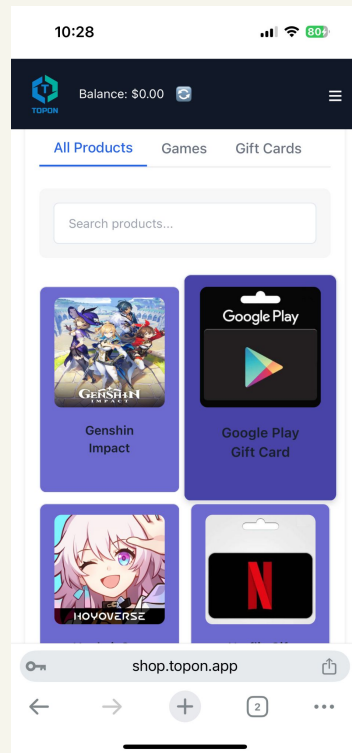 10:28
80
TOPON
Balance: $0.00
All Products Games Gift Cards
Search products...
GENSHIN
IMPACT
Google Play
Genshin
Impact
Google Play
Gift Card
HOYOVERSE
N
shop.topon.app
2